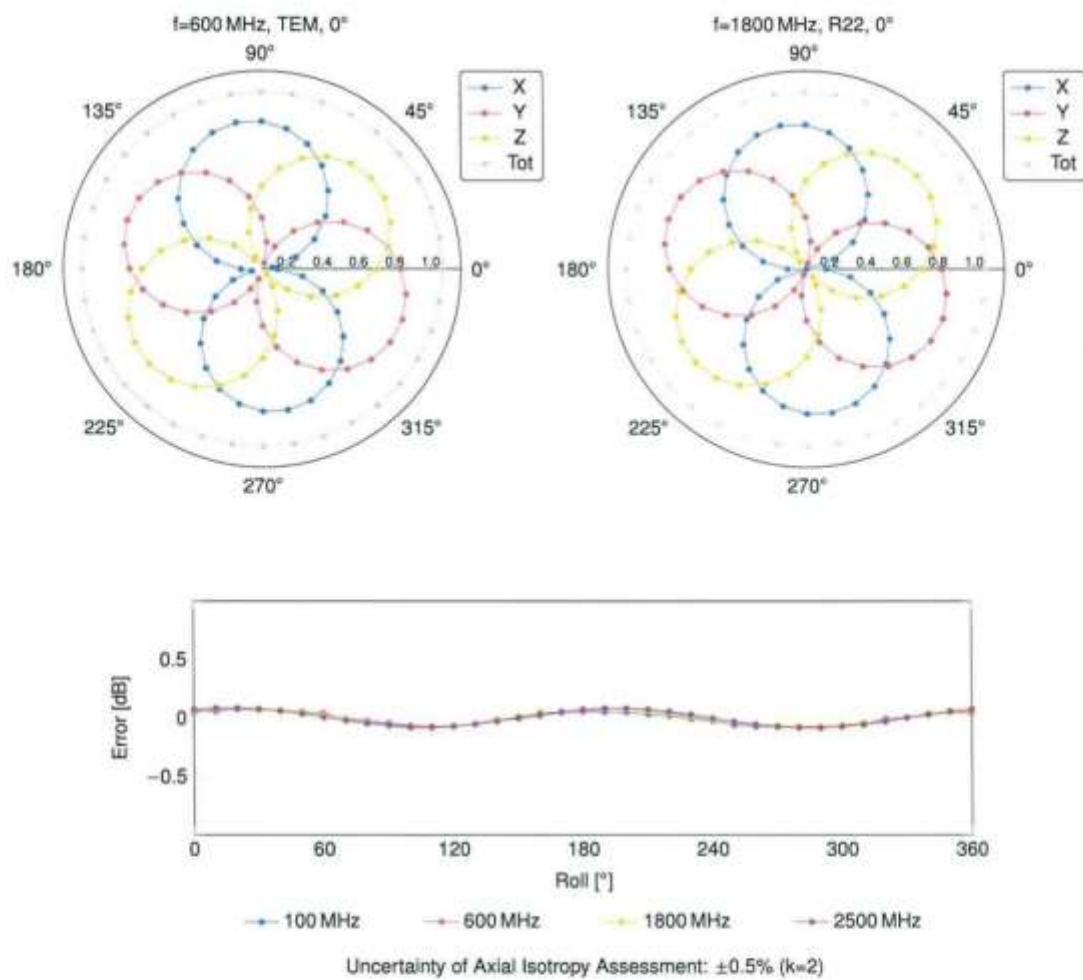 f=600 MHz, TEM, 0°
f=1800 MHz, R22, 0°
90°
135°
45°
180°
0°
225°
315°
270°
0.2 0.4 0.6 0.8 1.0
X
Y
Z
Tot
90°
135°
45°
180°
0°
225°
315°
270°
0.2 0.4 0.6 0.8 1.0
X
Y
Z
Tot
Error [dB]
0.5
0
−0.5
0 60 120 180 240 300 360
Roll [°]
100 MHz 600 MHz 1800 MHz 2500 MHz
Uncertainty of Axial Isotropy Assessment: ±0.5% (k=2)